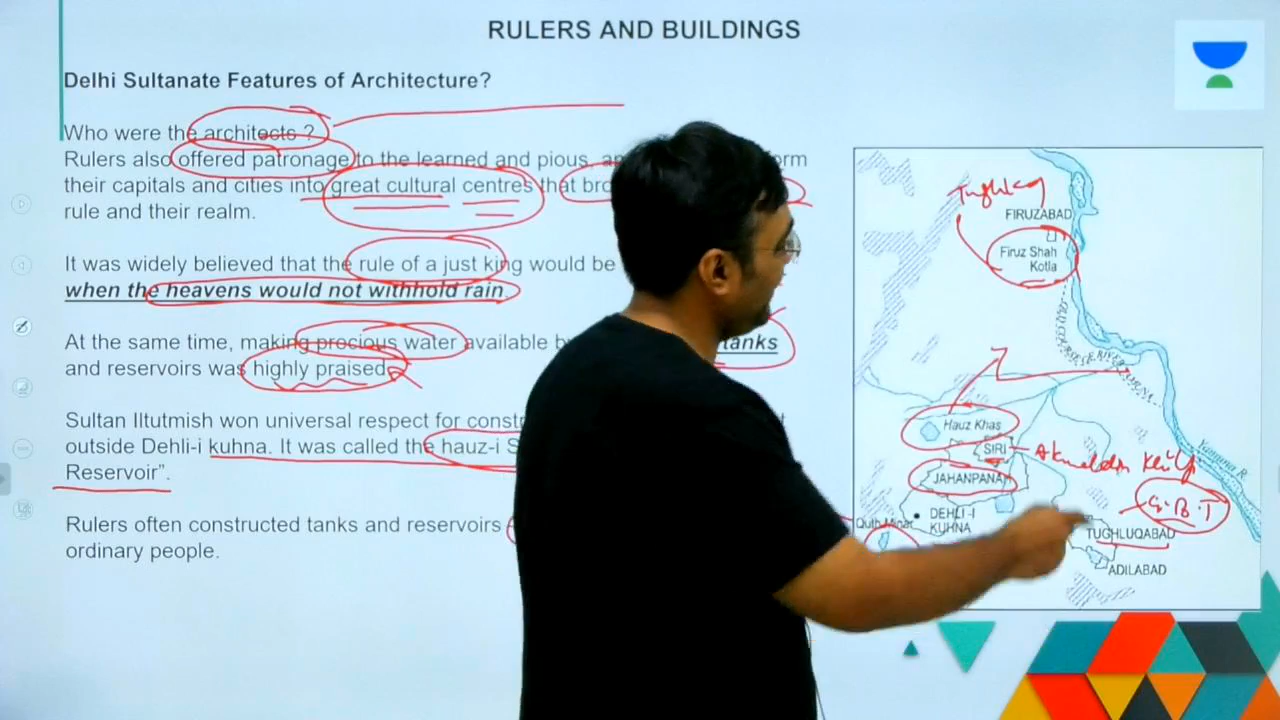 RULERS AND BUILDINGS
Delhi Sultanate Features of Architecture?
Who were the architects ?
Rulers also offered patronage to the learned and pious, and
their capitals and cities into great cultural centres that
rule and their realm.
It was widely believed that the rule of a just king would be
when the heavens would not withhold rain.
At the same time, making precious water available
tanks
and reservoirs was highly praised.
Sultan Iltutmish won universal respect for
outside Dehli-i kuhna. It was called the hauz-i
Reservoir”.
Rulers often constructed tanks and reservoirs
ordinary people.
FIRUZABAD
Firuz Shah
Kotla
Hauz Khas
SIRI
JAHANPANAH
Qutb Minar
DEHLI-I
KUHNA
G.B.T
TUGHLUQABAD
ADILABAD
Yamuna R.